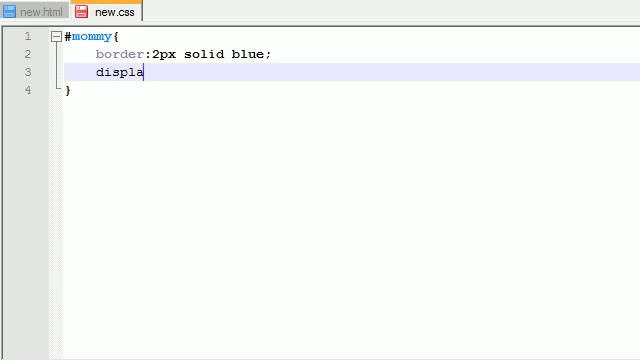 new.html new.css
1 #mommy{
2 border:2px solid blue;
3 displa
4 }